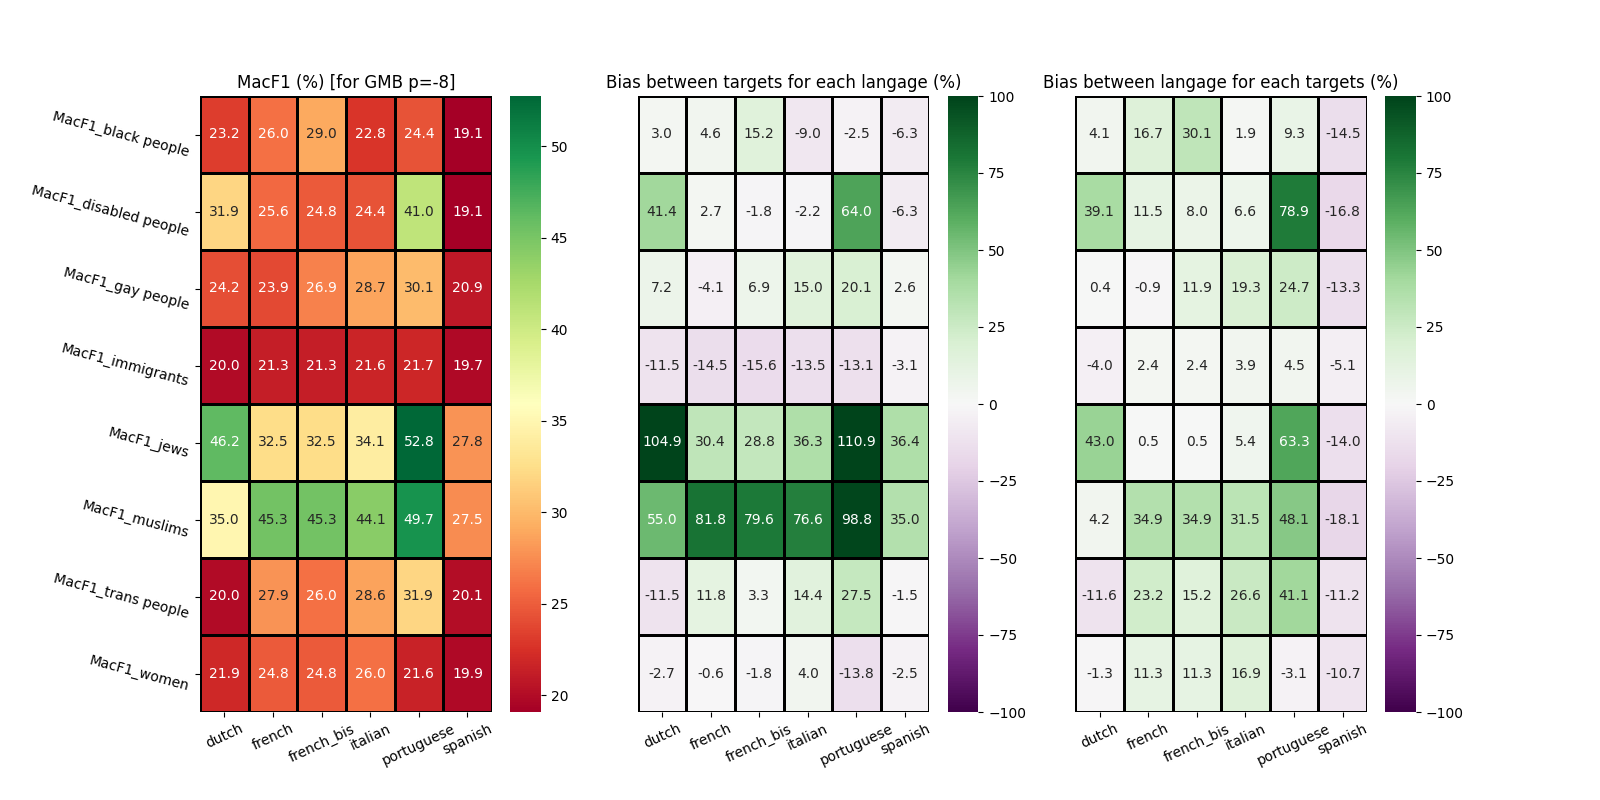 MacF1 (%) [for GMB p=-8]
Bias between targets for each langage (%)
Bias between langage for each targets (%)
MacF1_black people 23.2 26.0 29.0 22.8 24.4 19.1 3.0 4.6 15.2 -9.0 -2.5 -6.3 4.1 16.7 30.1 1.9 9.3 -14.5
MacF1_disabled people 31.9 25.6 24.8 24.4 41.0 19.1 41.4 2.7 -1.8 -2.2 64.0 -6.3 39.1 11.5 8.0 6.6 78.9 -16.8
MacF1_gay people 24.2 23.9 26.9 28.7 30.1 20.9 7.2 -4.1 6.9 15.0 20.1 2.6 0.4 -0.9 11.9 19.3 24.7 -13.3
MacF1_immigrants 20.0 21.3 21.3 21.6 21.7 19.7 -11.5 -14.5 -15.6 -13.5 -13.1 -3.1 -4.0 2.4 2.4 3.9 4.5 -5.1
MacF1_jews 46.2 32.5 32.5 34.1 52.8 27.8 104.9 30.4 28.8 36.3 110.9 36.4 43.0 0.5 0.5 5.4 63.3 -14.0
MacF1_muslims 35.0 45.3 45.3 44.1 49.7 27.5 55.0 81.8 79.6 76.6 98.8 35.0 4.2 34.9 34.9 31.5 48.1 -18.1
MacF1_trans people 20.0 27.9 26.0 28.6 31.9 20.1 -11.5 11.8 3.3 14.4 27.5 -1.5 -11.6 23.2 15.2 26.6 41.1 -11.2
MacF1_women 21.9 24.8 24.8 26.0 21.6 19.9 -2.7 -0.6 -1.8 4.0 -13.8 -2.5 -1.3 11.3 11.3 16.9 -3.1 -10.7
dutch french french_bis italian portuguese spanish
dutch french french_bis italian portuguese spanish
dutch french french_bis italian portuguese spanish
50
45
40
35
30
25
20
100
75
50
25
0
−25
−50
−75
−100
100
75
50
25
0
−25
−50
−75
−100